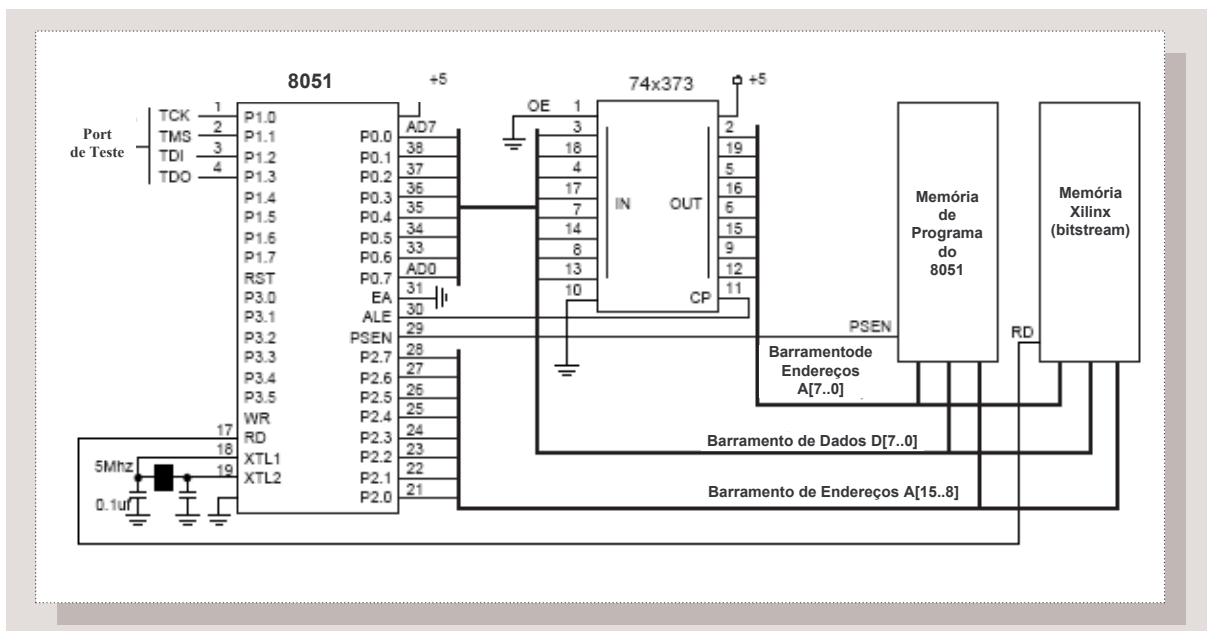 8051
+5
74x373
+5
Port
de Teste
TCK
TMS
TDI
TDO
1
2
3
4
P1.0
P1.1
P1.2
P1.3
P1.4
P1.5
P1.6
P1.7
RST
P3.0
P3.1
P3.2
P3.3
P3.4
P3.5
WR
RD
XTL1
XTL2
17
18
19
5Mhz
0.1uf
P0.0
P0.1
P0.2
P0.3
P0.4
P0.5
P0.6
P0.7
EA
ALE
PSEN
P2.7
P2.6
P2.5
P2.4
P2.3
P2.2
P2.1
P2.0
AD7
38
37
36
35
34
33
AD0
31
30
29
28
27
26
25
24
23
22
21
OE
1
3
18
4
17
7
14
8
13
10
IN
OUT
CP
2
19
5
16
6
15
9
12
11
Memória
de
Programa
do
8051
Memória
Xilinx
(bitstream)
PSEN
RD
Barramentode
Endereços
A[7..0]
Barramento de Dados D[7..0]
Barramento de Endereços A[15..8]